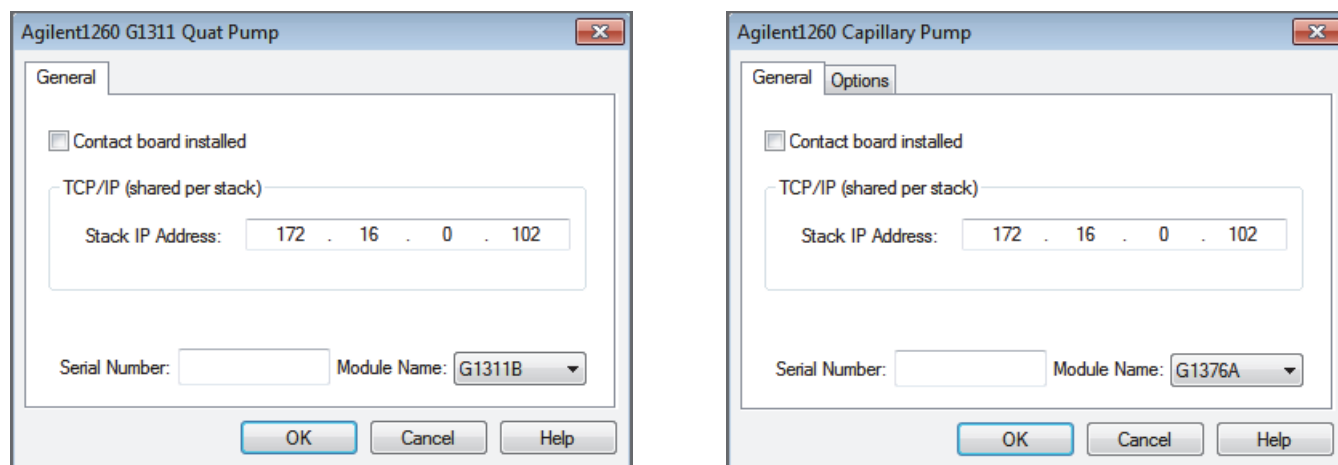 Agilent1260 G1311 Quat Pump
General
Contact board installed
TCP/IP (shared per stack)
Stack IP Address: 172 . 16 . 0 . 102
Serial Number: Module Name: G1311B
OK Cancel Help
Agilent1260 Capillary Pump
General Options
Contact board installed
TCP/IP (shared per stack)
Stack IP Address: 172 . 16 . 0 . 102
Serial Number: Module Name: G1376A
OK Cancel Help